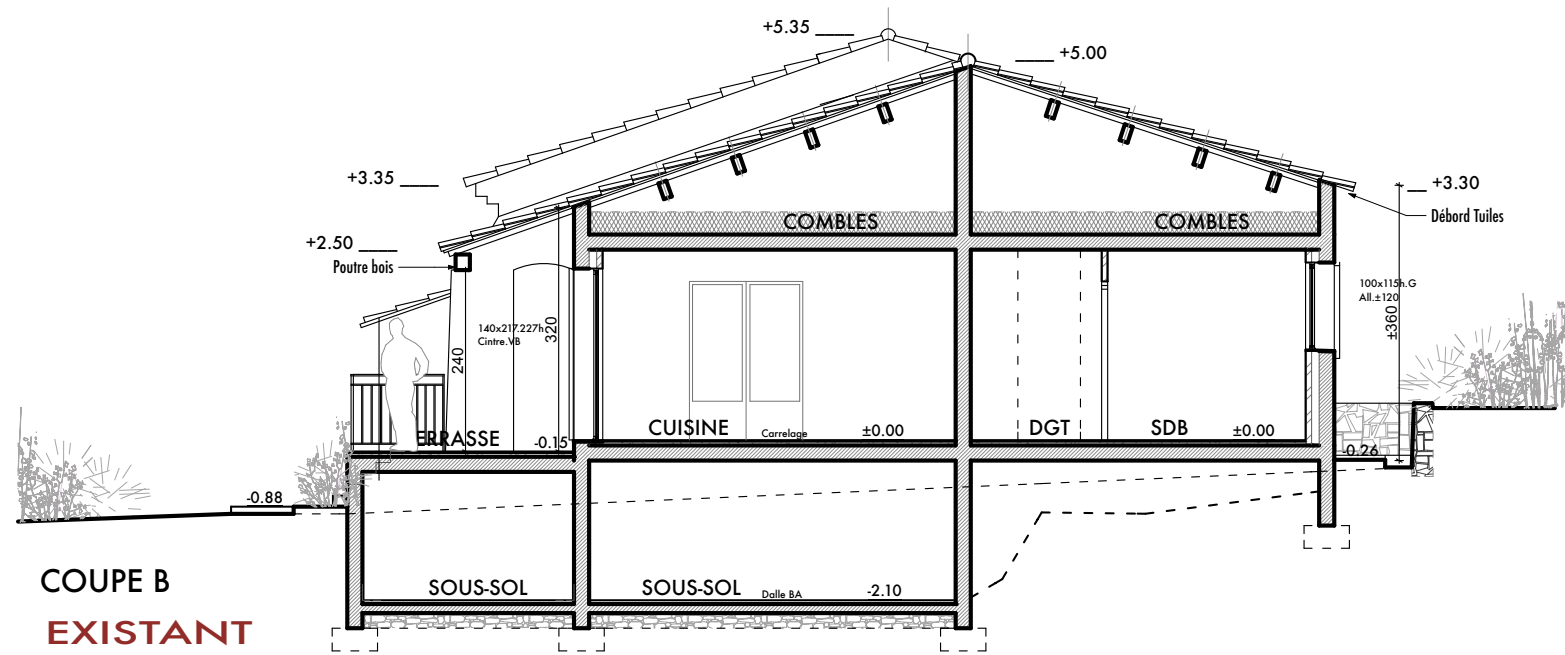 +5.35
+5.00
+3.35
+3.30
Débord Tuiles
COMBLES
COMBLES
+2.50
Poutre bois
100x115h.G
All.±120
±360
140x217.227h
Cintre.VB
320
240
ERRASSE
-0.15
CUISINE
Carrelage
±0.00
DGT
SDB
±0.00
-0.26
-0.88
SOUS-SOL
SOUS-SOL
Dalle BA
-2.10
COUPE B
EXISTANT